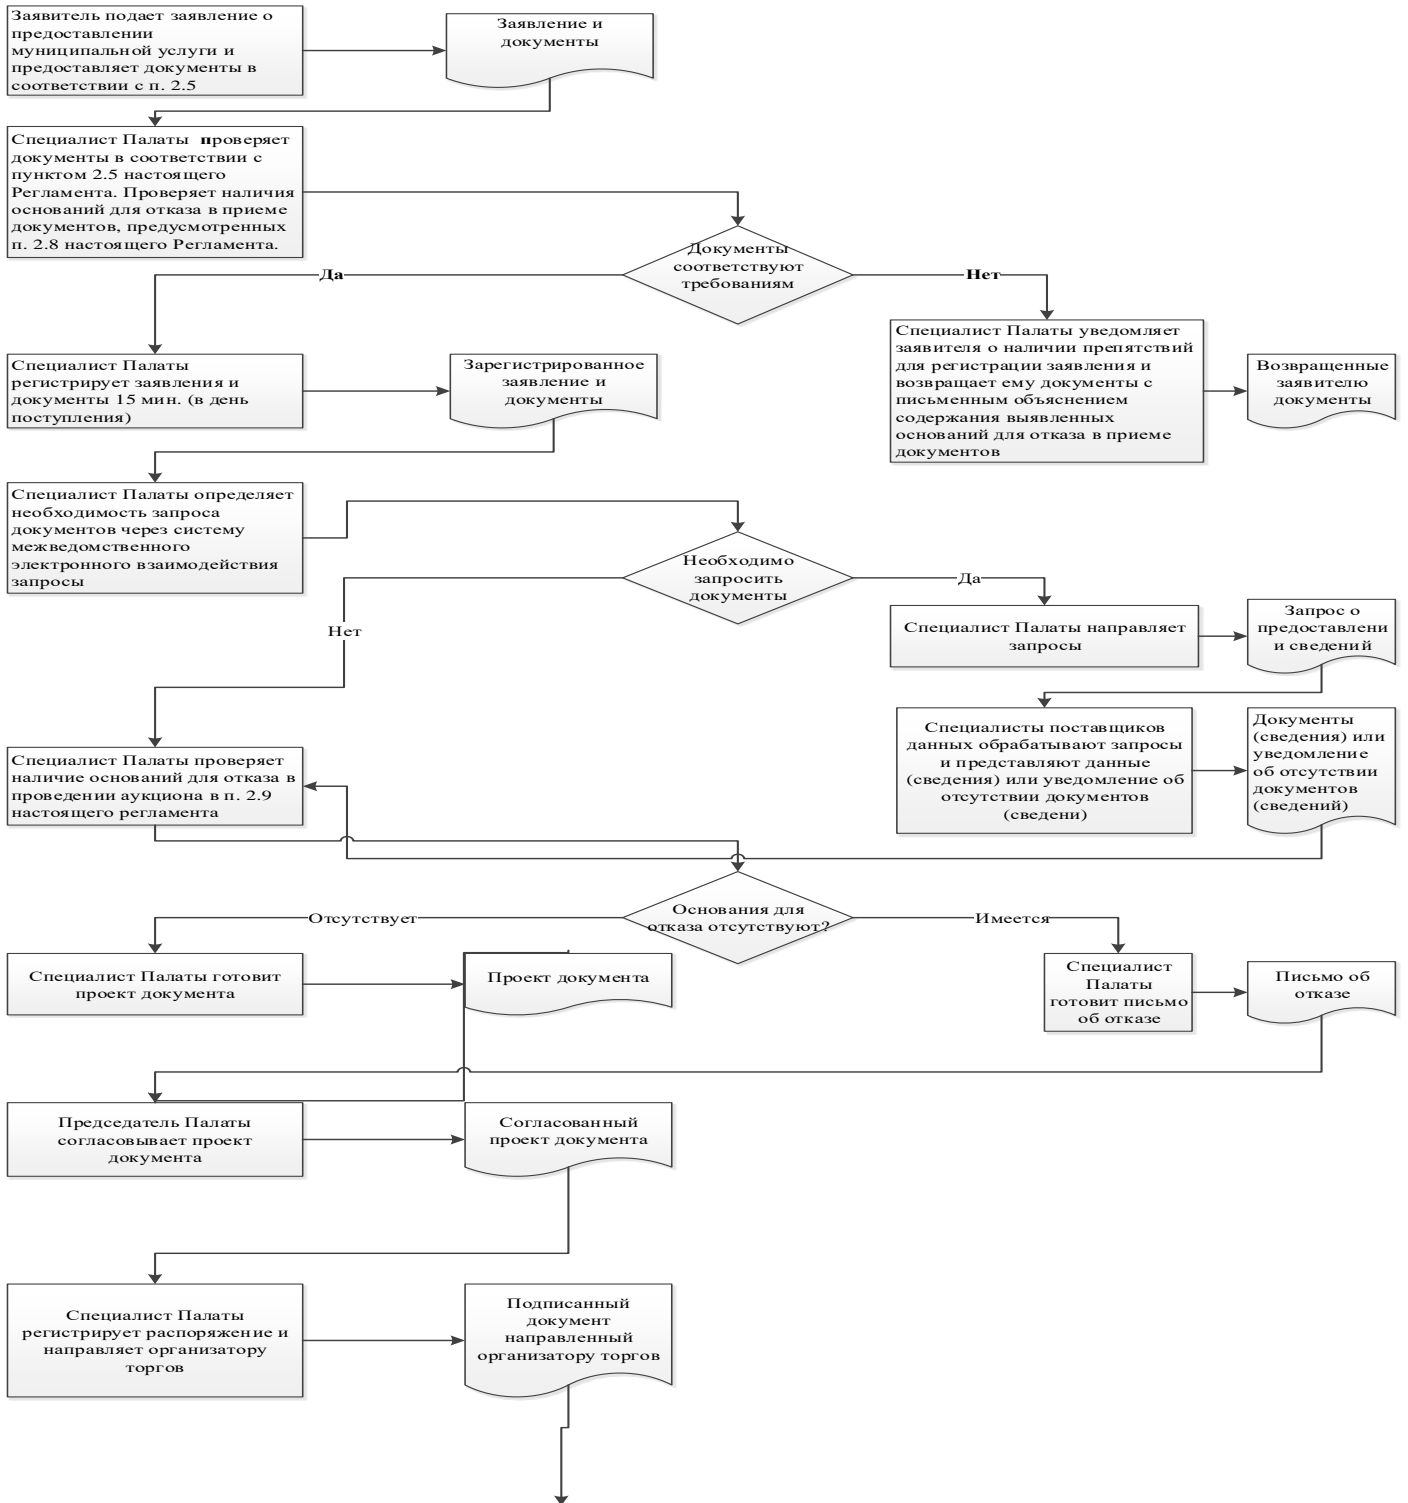 Заявитель подает заявление о
предоставлении
муниципальной услуги и
предоставляет документы в
соответствии с п. 2.5
Заявление и
документы
Специалист Палаты проверяет
документы в соответствии с
пунктом 2.5 настоящего
Регламента. Проверяет наличия
оснований для отказа в приеме
документов, предусмотренных
п. 2.8 настоящего Регламента.
Документы
соответствуют
требованиям
Да
Нет
Специалист Палаты
регистрирует заявления и
документы 15 мин. (в день
поступления)
Зарегистрированное
заявление и
документы
Специалист Палаты уведомляет
заявителя о наличии препятствий
для регистрации заявления и
возвращает ему документы с
письменным объяснением
содержания выявленных
оснований для отказа в приеме
документов
Возвращенные
заявителю
документы
Специалист Палаты определяет
необходимость запроса
документов через систему
межведомственного
электронного взаимодействия
запросы
Необходимо
запросить
документы
Да
Нет
Специалист Палаты направляет
запросы
Запрос о
предоставлени
и сведений
Специалисты поставщиков
данных обрабатывают запросы
и представляют данные
(сведения) или уведомление об
отсутствии документов
(сведени)
Документы
(сведения) или
уведомление
об отсутствии
документов
(сведений)
Специалист Палаты проверяет
наличие оснований для отказа в
проведении аукциона в п. 2.9
настоящего регламента
Основания для
отказа отсутствуют?
Отсутствует
Имеется
Специалист Палаты готовит
проект документа
Проект документа
Специалист
Палаты
готовит письмо
об отказе
Письмо об
отказе
Председатель Палаты
согласовывает проект
документа
Согласованный
проект документа
Специалист Палаты
регистрирует распоряжение и
направляет организатору
торгов
Подписанный
документ
направленный
организатору торгов